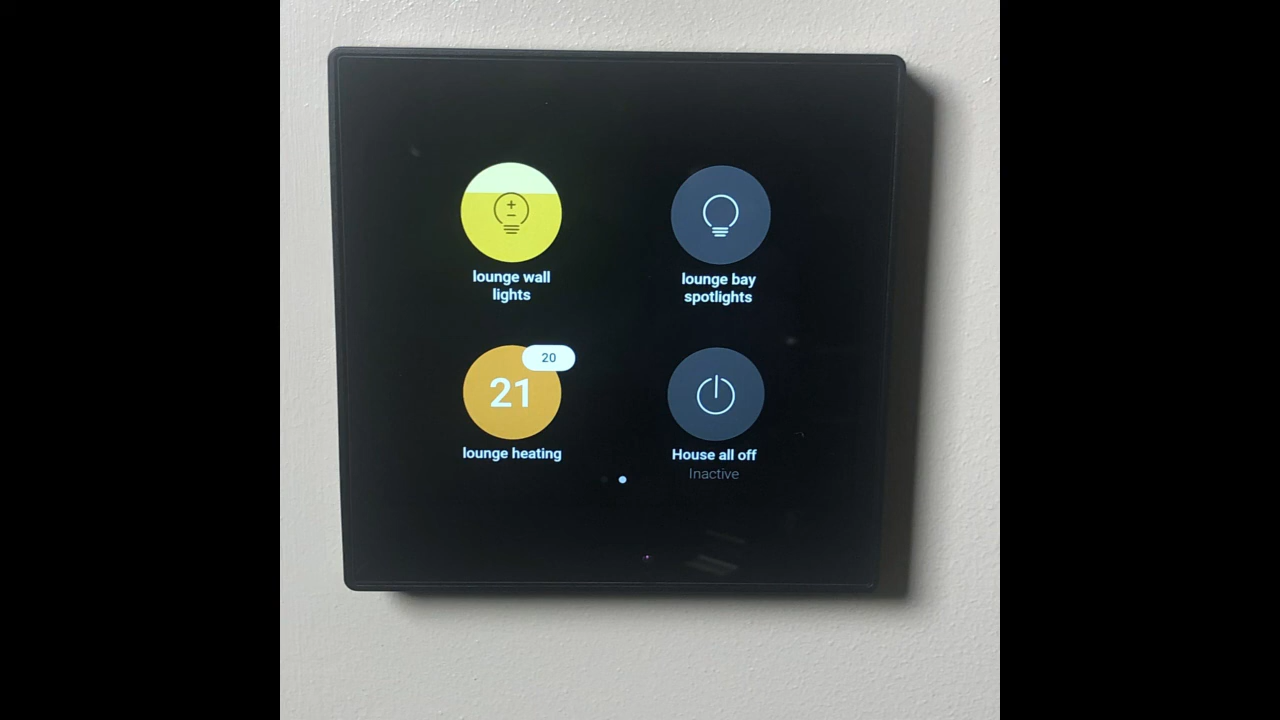 lounge wall
lights
lounge bay
spotlights
20
21
lounge heating
House all off
Inactive